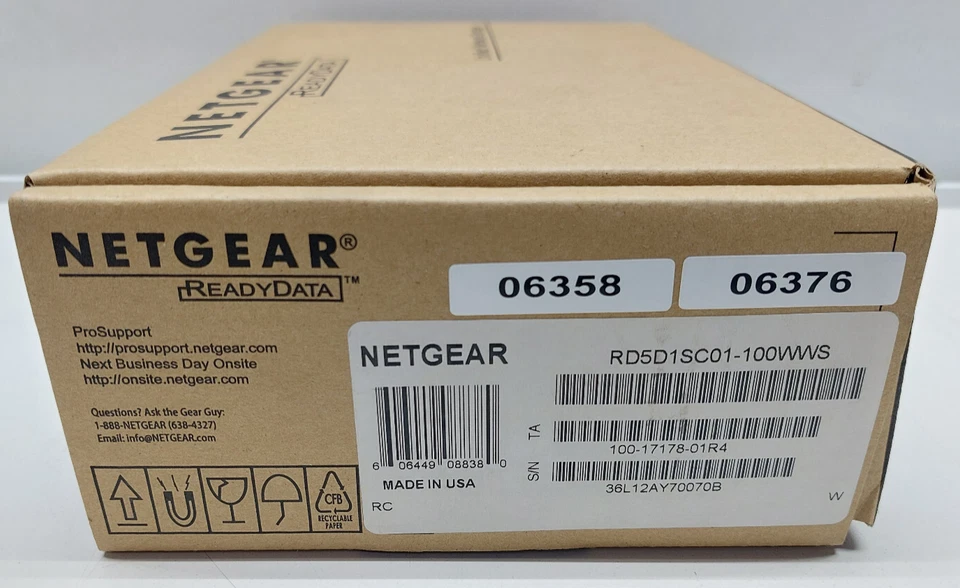 NETGEAR
READYDATA
NETGEAR®
READYDATA™
06358
06376
ProSupport
http://prosupport.netgear.com
Next Business Day Onsite
http://onsite.netgear.com
Questions? Ask the Gear Guy:
1-888-NETGEAR (638-4327)
Email: info@NETGEAR.com
CFB
RECYCLABLE
PAPER
NETGEAR
RD5D1SC01-100WWS
6 06449 08838 0
MADE IN USA
RC
TA
100-17178-01R4
S/N
36L12AY70070B
W